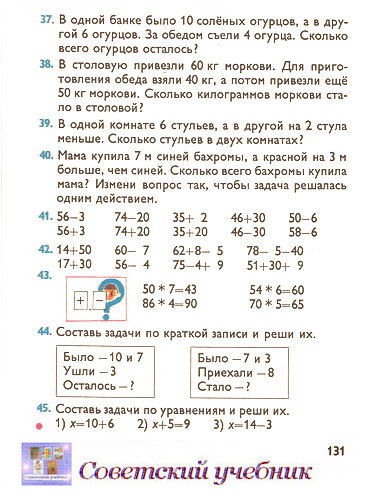 37. В одной банке было 10 солёных огурцов, а в дру-
гой 6 огурцов. За обедом съели 4 огурца. Сколько
всего огурцов осталось?
38. В столовую привезли 60 кг моркови. Для приго-
товления обеда взяли 40 кг, а потом привезли ещё
50 кг моркови. Сколько килограммов моркови ста-
ло в столовой?
39. В одной комнате 6 стульев, а в другой на 2 стула
меньше. Сколько стульев в двух комнатах?
40. Мама купила 7 м синей бахромы, а красной на 3 м
больше, чем синей. Сколько всего бахромы купила
мама? Измени вопрос так, чтобы задача решалась
одним действием.
41. 56−3 74−20 35+ 2 46+30 50−6
56+3 74+20 35+20 46−30 58−6
42. 14+50 60− 7 62+8− 5 78− 5−40
17+30 56− 4 75−4+ 9 51+30+ 9
43.
+ , − ?
50 * 7=43 54 * 6=60
86 * 4=90 70 * 5=65
44. Составь задачи по краткой записи и реши их.
Было −10 и 7
Ушли −3
Осталось −?
Было −7 и 3
Приехали −8
Стало −?
45. Составь задачи по уравнениям и реши их.
1) x=10+6 2) x+5=9 3) x=14−3
131
Советский учебник